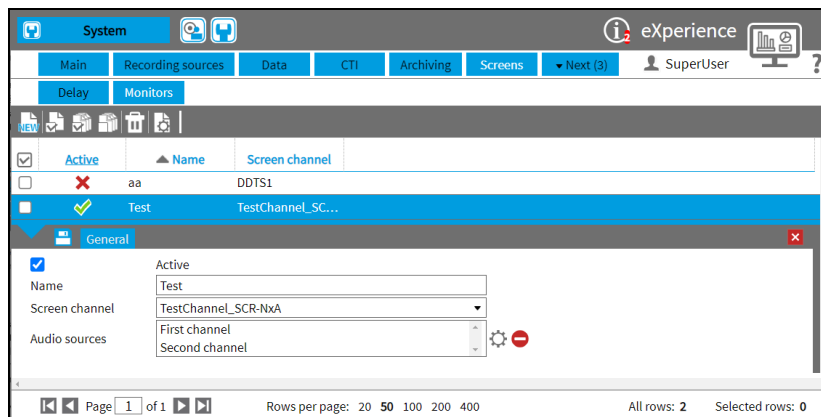 System 2 eXperience
Main Recording sources Data CTI Archiving Screens Next (3) SuperUser ?
Delay Monitors
NEW
Active Name Screen channel
aa DDTS1
Test TestChannel_SC...
General
Active
Name Test
Screen channel TestChannel_SCR-NxA
Audio sources First channel
Second channel
Page 1 of 1 Rows per page: 20 50 100 200 400 All rows: 2 Selected rows: 0